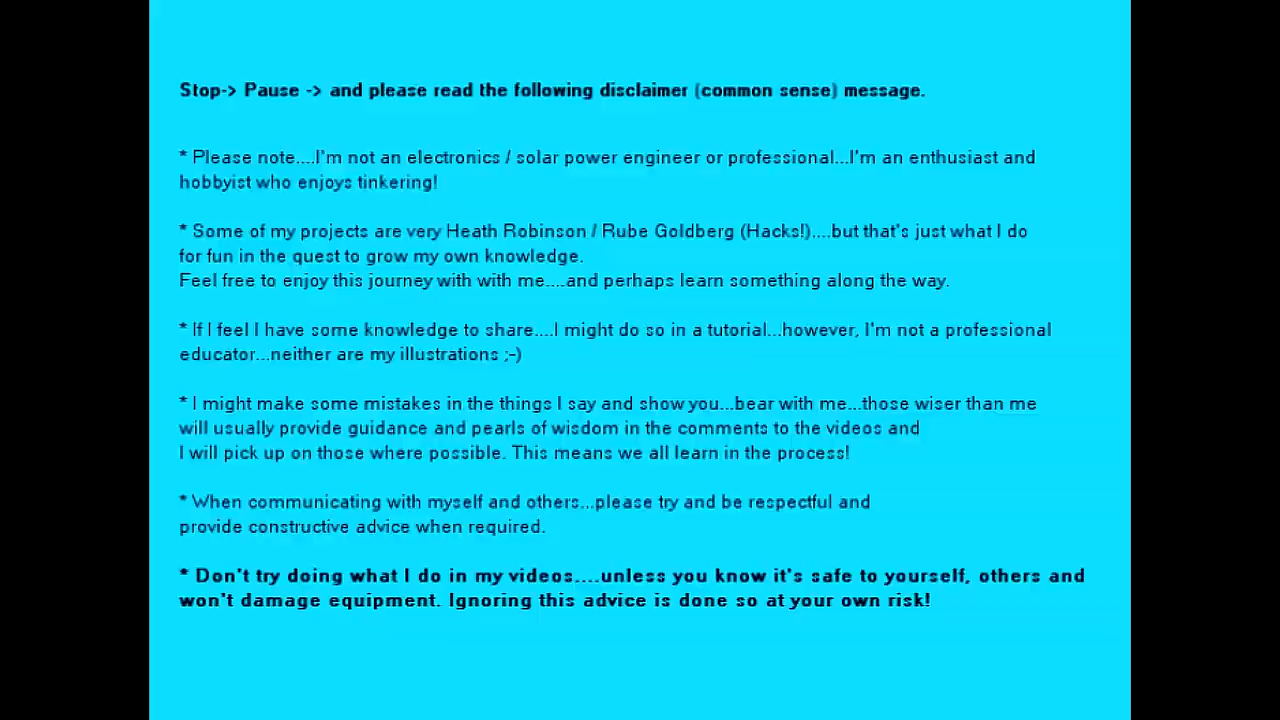 Stop-> Pause -> and please read the following disclaimer (common sense) message.
* Please note....I'm not an electronics / solar power engineer or professional...I'm an enthusiast and
hobbyist who enjoys tinkering!
* Some of my projects are very Heath Robinson / Rube Goldberg (Hacks!)....but that's just what I do
for fun in the quest to grow my own knowledge.
Feel free to enjoy this journey with with me....and perhaps learn something along the way.
* If I feel I have some knowledge to share....I might do so in a tutorial...however, I'm not a professional
educator...neither are my illustrations ;-)
* I might make some mistakes in the things I say and show you...bear with me...those wiser than me
will usually provide guidance and pearls of wisdom in the comments to the videos and
I will pick up on those where possible. This means we all learn in the process!
* When communicating with myself and others...please try and be respectful and
provide constructive advice when required.
* Don't try doing what I do in my videos....unless you know it's safe to yourself, others and
won't damage equipment. Ignoring this advice is done so at your own risk!